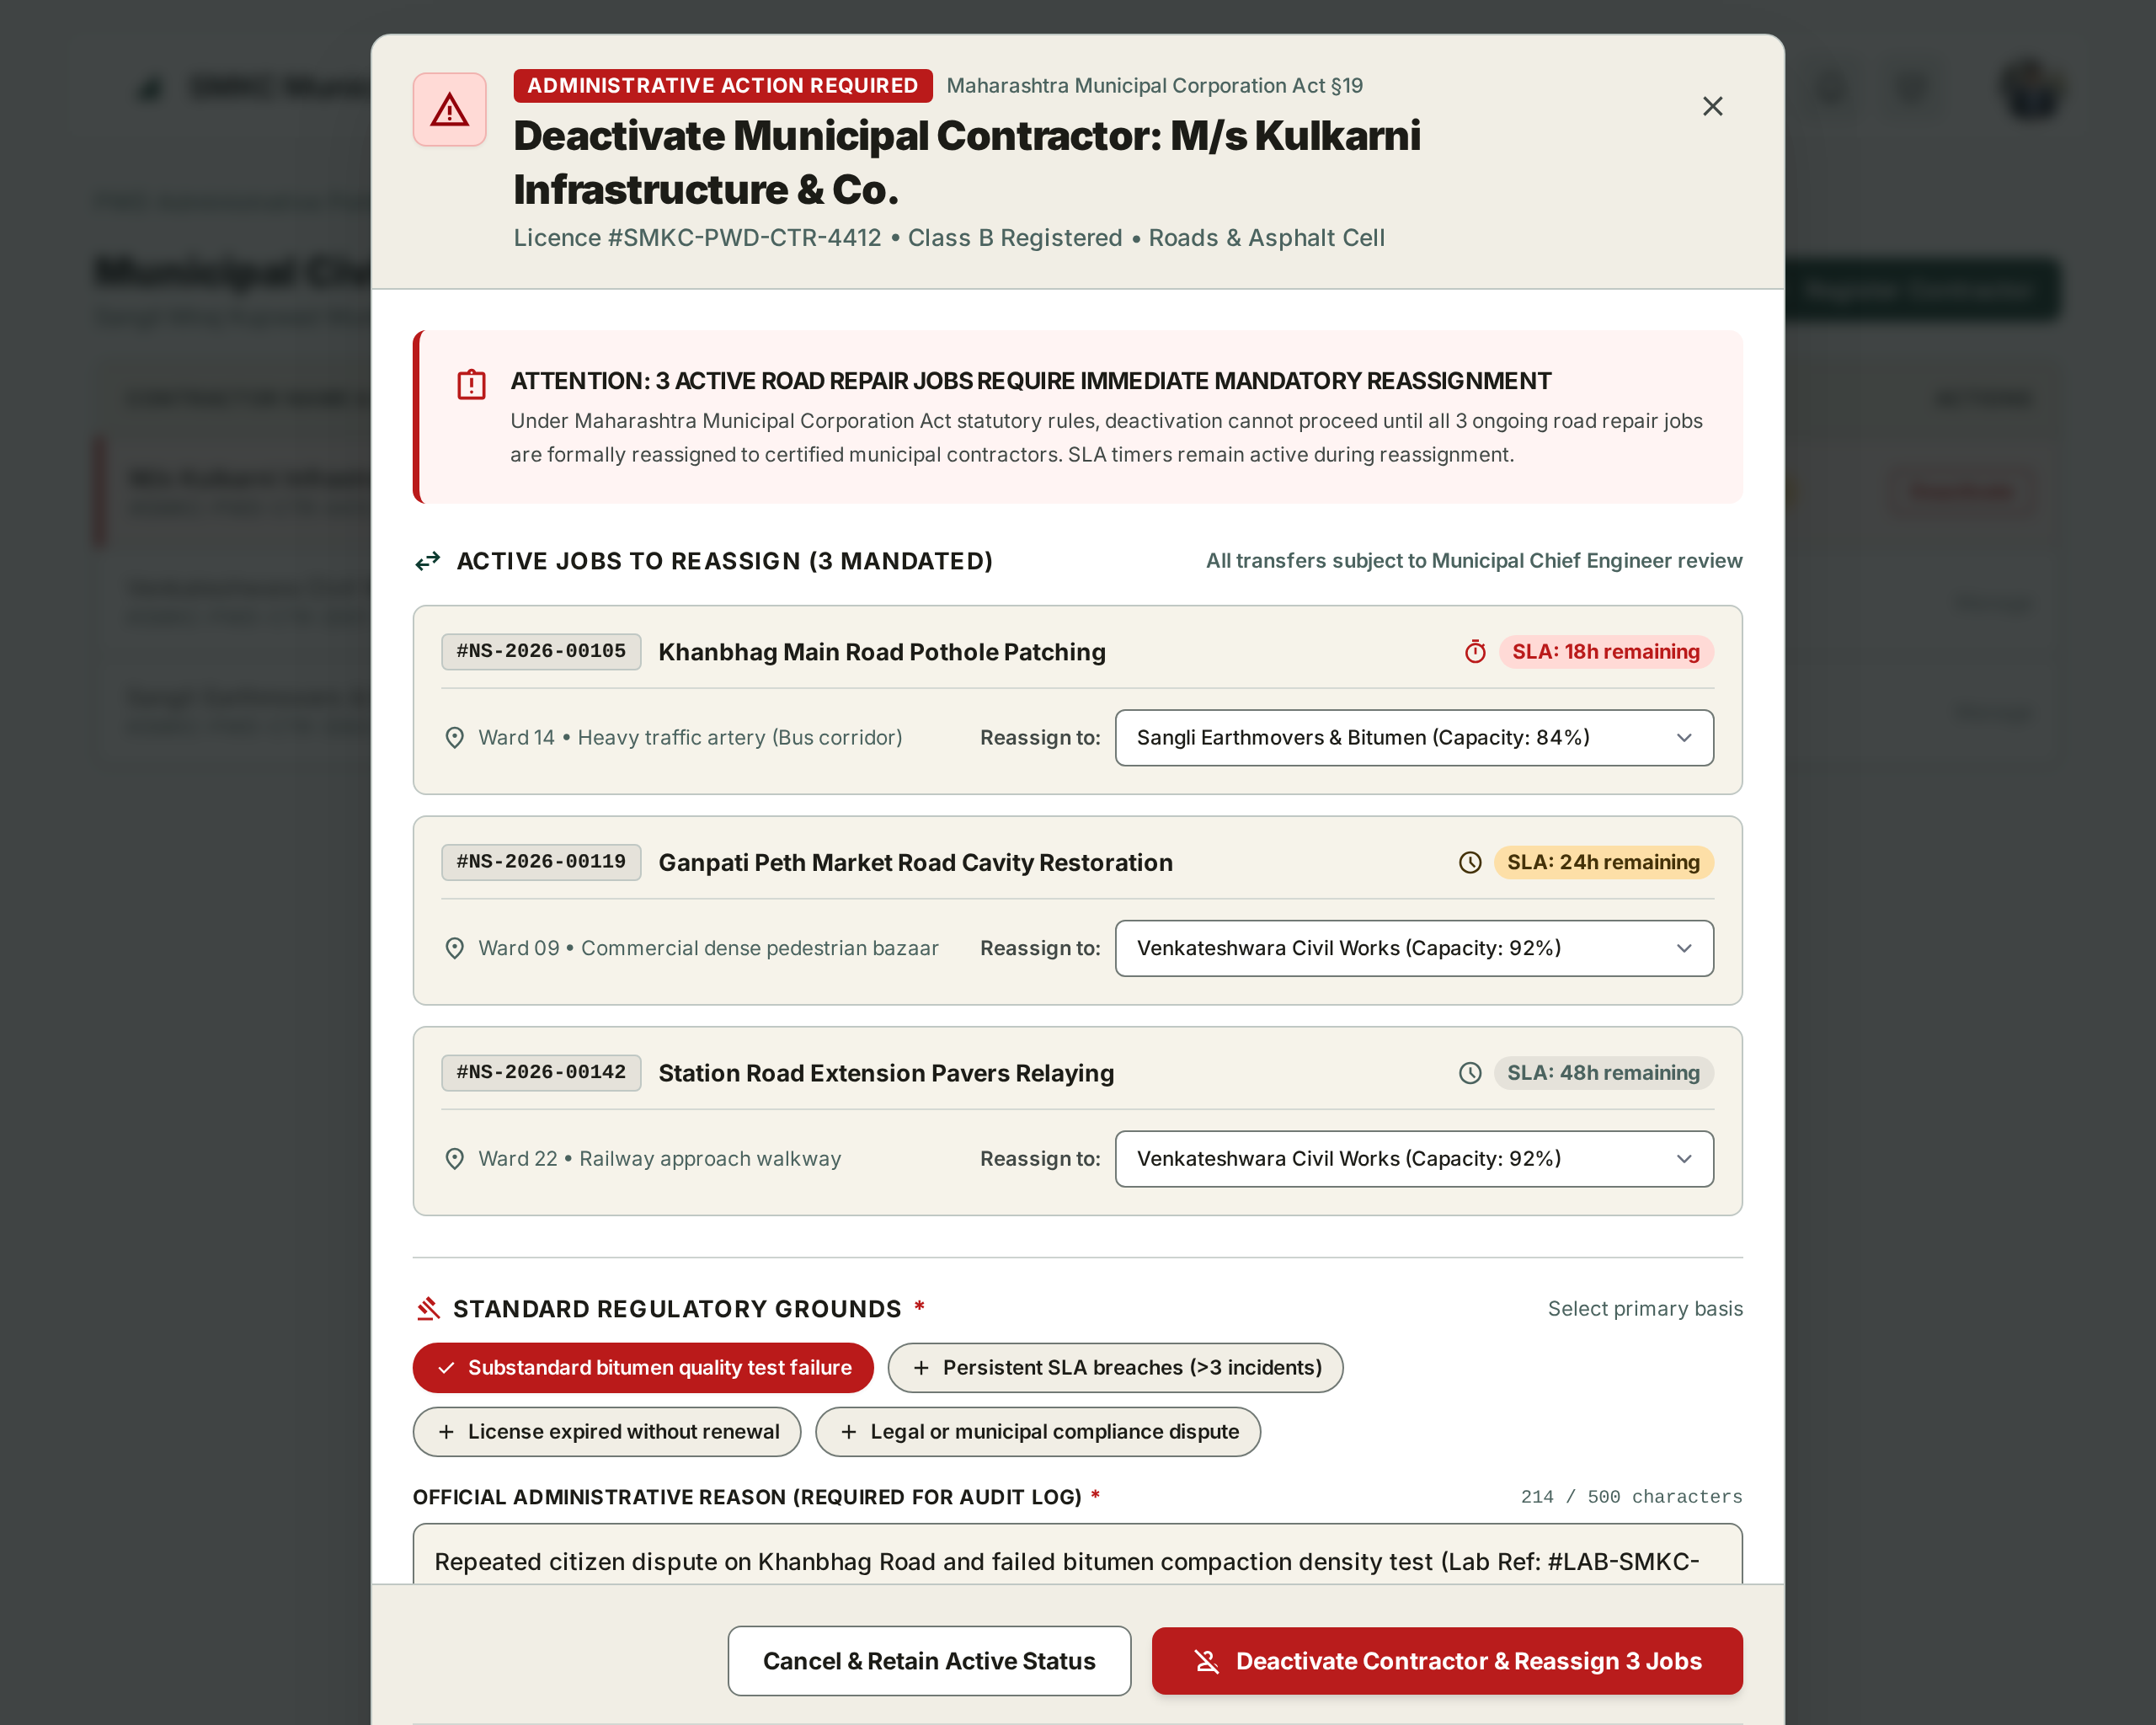 ADMINISTRATIVE ACTION REQUIRED Maharashtra Municipal Corporation Act §19
Deactivate Municipal Contractor: M/s Kulkarni
Infrastructure & Co.
Licence #SMKC-PWD-CTR-4412 • Class B Registered • Roads & Asphalt Cell
ATTENTION: 3 ACTIVE ROAD REPAIR JOBS REQUIRE IMMEDIATE MANDATORY REASSIGNMENT
Under Maharashtra Municipal Corporation Act statutory rules, deactivation cannot proceed until all 3 ongoing road repair jobs
are formally reassigned to certified municipal contractors. SLA timers remain active during reassignment.
ACTIVE JOBS TO REASSIGN (3 MANDATED) All transfers subject to Municipal Chief Engineer review
#NS-2026-00105 Khanbhag Main Road Pothole Patching SLA: 18h remaining
Ward 14 • Heavy traffic artery (Bus corridor) Reassign to: Sangli Earthmovers & Bitumen (Capacity: 84%)
#NS-2026-00119 Ganpati Peth Market Road Cavity Restoration SLA: 24h remaining
Ward 09 • Commercial dense pedestrian bazaar Reassign to: Venkateshwara Civil Works (Capacity: 92%)
#NS-2026-00142 Station Road Extension Pavers Relaying SLA: 48h remaining
Ward 22 • Railway approach walkway Reassign to: Venkateshwara Civil Works (Capacity: 92%)
STANDARD REGULATORY GROUNDS * Select primary basis
Substandard bitumen quality test failure + Persistent SLA breaches (>3 incidents)
+ License expired without renewal + Legal or municipal compliance dispute
OFFICIAL ADMINISTRATIVE REASON (REQUIRED FOR AUDIT LOG) * 214 / 500 characters
Repeated citizen dispute on Khanbhag Road and failed bitumen compaction density test (Lab Ref: #LAB-SMKC-
Cancel & Retain Active Status Deactivate Contractor & Reassign 3 Jobs